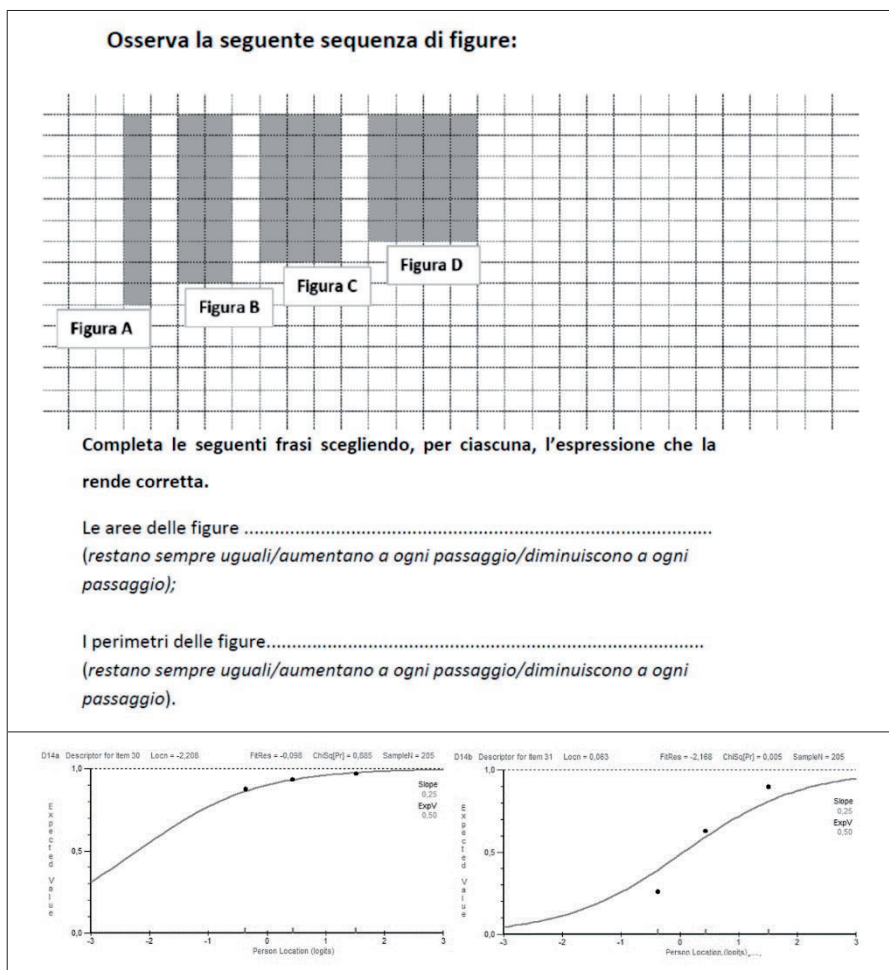 Osserva la seguente sequenza di figure:
Figura A
Figura B
Figura C
Figura D
Completa le seguenti frasi scegliendo, per ciascuna, l'espressione che la
rende corretta.
Le aree delle figure ............................................................................................
(restano sempre uguali/aumentano a ogni passaggio/diminuiscono a ogni
passaggio);
I perimetri delle figure......................................................................................
(restano sempre uguali/aumentano a ogni passaggio/diminuiscono a ogni
passaggio).
D14a Descriptor for Item 30 Locn = -2,208 FitRes = -0,098 ChiSq[Pr] = 0,885 SampleN = 205
1,0
Slope
0,25
ExpV
0,50
Expected Value
0,5
0,0
-3 -2 -1 0 1 2 3
Person Location (logits)
D14b Descriptor for Item 31 Locn = 0,063 FitRes = -2,168 ChiSq[Pr] = 0,005 SampleN = 205
1,0
Slope
0,25
ExpV
0,50
Expected Value
0,5
0,0
-3 -2 -1 0 1 2 3
Person Location (logits)